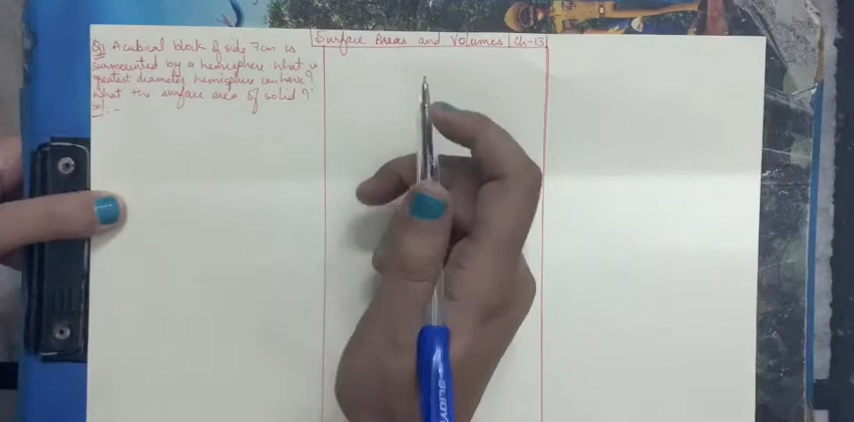 Surface Areas and Volumes Ch-13
Q1 A cubical block of side 7cm is
surmounted by a hemisphere. What is
greatest diameter hemisphere can have?
What the surface area of solid?
Sol:-